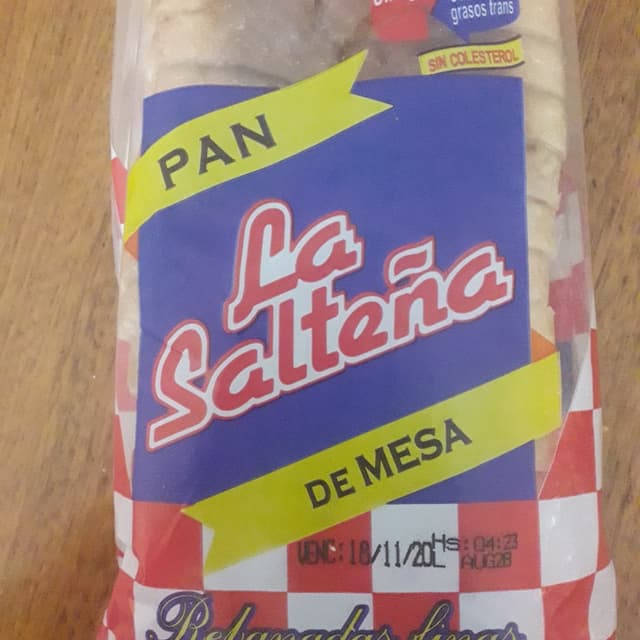 grasos trans
SIN COLESTEROL
PAN
La
Salteña
DE MESA
VENC: 18/11/20L Hs: 04:23
AUG28
Rebanadas finas